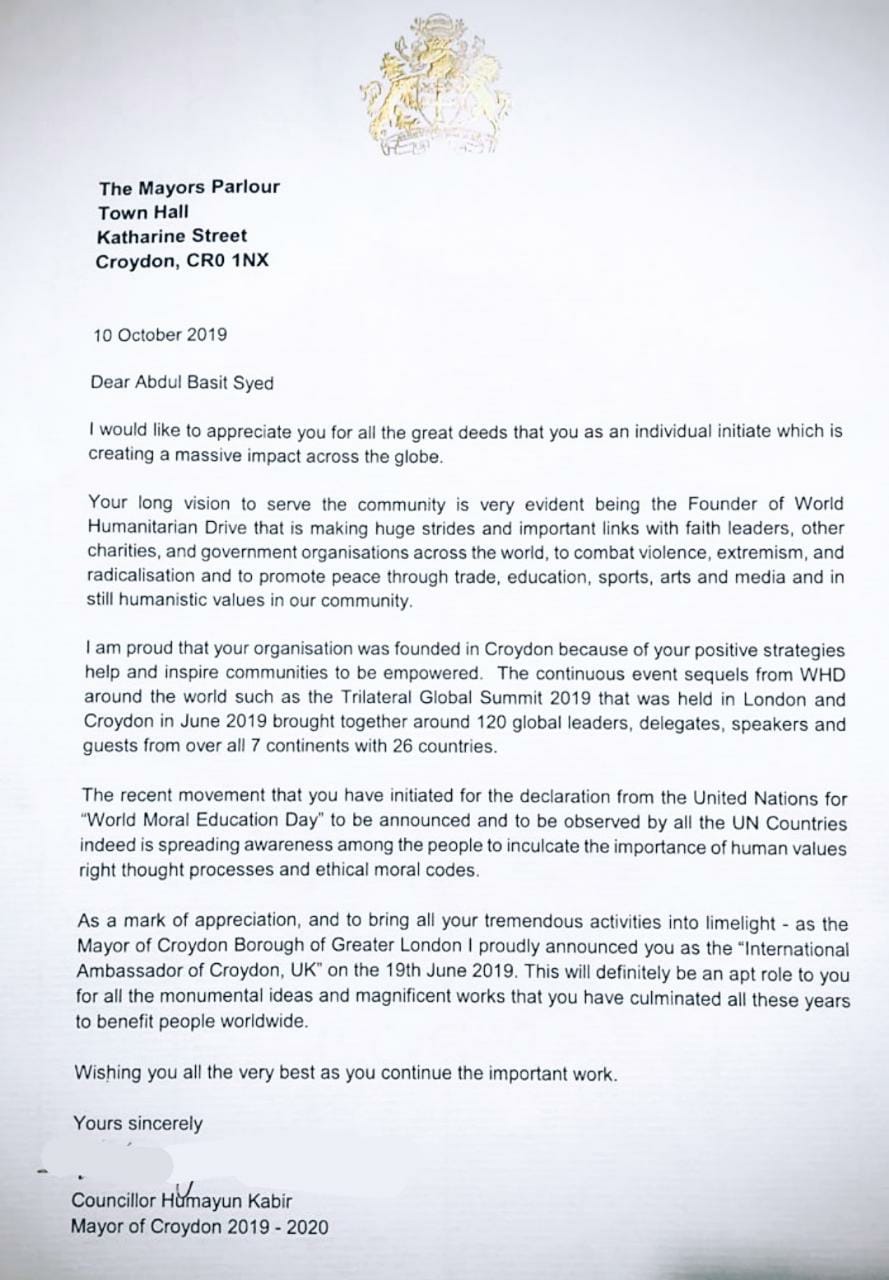 The Mayors Parlour
Town Hall
Katharine Street
Croydon, CR0 1NX
10 October 2019
Dear Abdul Basit Syed
I would like to appreciate you for all the great deeds that you as an individual initiate which is
creating a massive impact across the globe.
Your long vision to serve the community is very evident being the Founder of World
Humanitarian Drive that is making huge strides and important links with faith leaders, other
charities, and government organisations across the world, to combat violence, extremism, and
radicalisation and to promote peace through trade, education, sports, arts and media and in
still humanistic values in our community.
I am proud that your organisation was founded in Croydon because of your positive strategies
help and inspire communities to be empowered. The continuous event sequels from WHD
around the world such as the Trilateral Global Summit 2019 that was held in London and
Croydon in June 2019 brought together around 120 global leaders, delegates, speakers and
guests from over all 7 continents with 26 countries.
The recent movement that you have initiated for the declaration from the United Nations for
“World Moral Education Day” to be announced and to be observed by all the UN Countries
indeed is spreading awareness among the people to inculcate the importance of human values
right thought processes and ethical moral codes.
As a mark of appreciation, and to bring all your tremendous activities into limelight - as the
Mayor of Croydon Borough of Greater London I proudly announced you as the “International
Ambassador of Croydon, UK” on the 19th June 2019. This will definitely be an apt role to you
for all the monumental ideas and magnificent works that you have culminated all these years
to benefit people worldwide.
Wishing you all the very best as you continue the important work.
Yours sincerely
Councillor Humayun Kabir
Mayor of Croydon 2019 - 2020